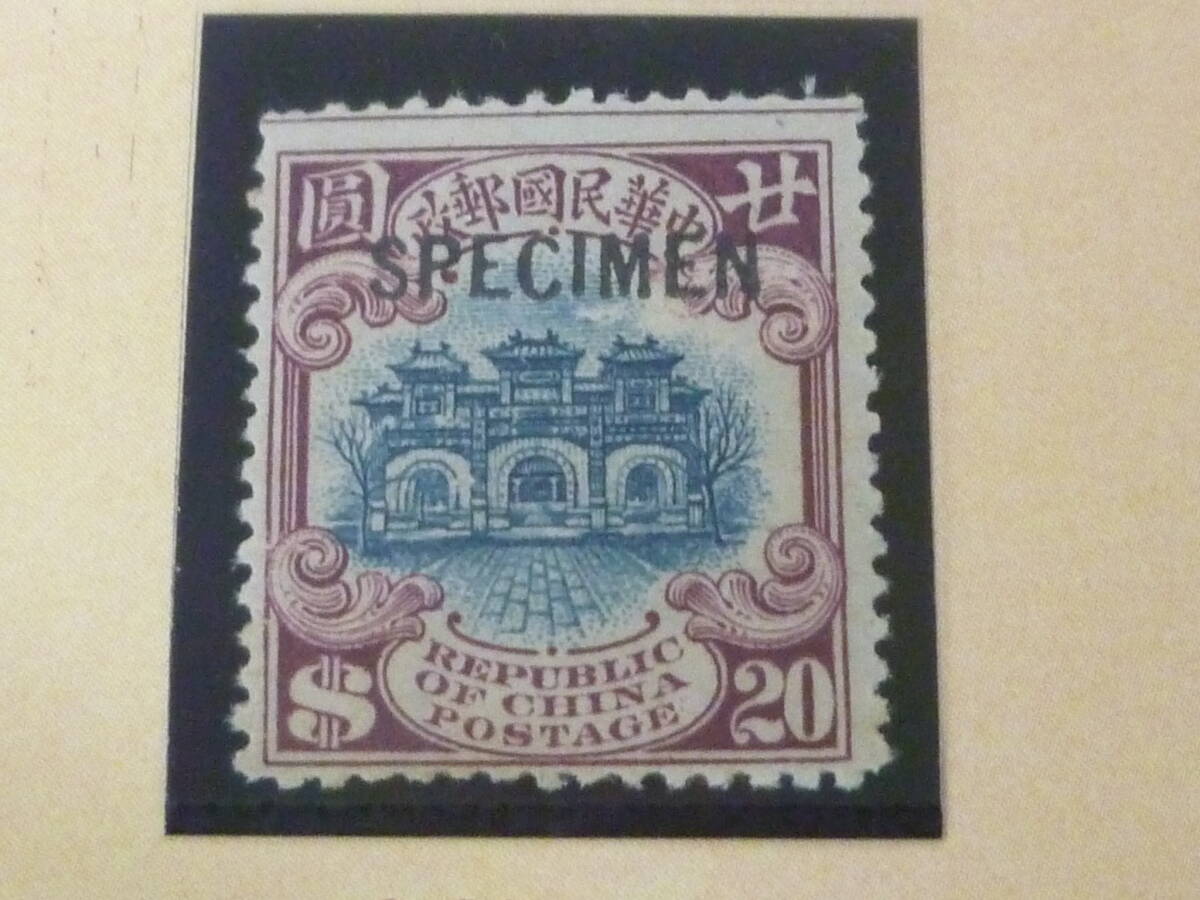 廿圓
中華民國郵政
SPECIMEN
REPUBLIC
OF CHINA
POSTAGE
$ 20